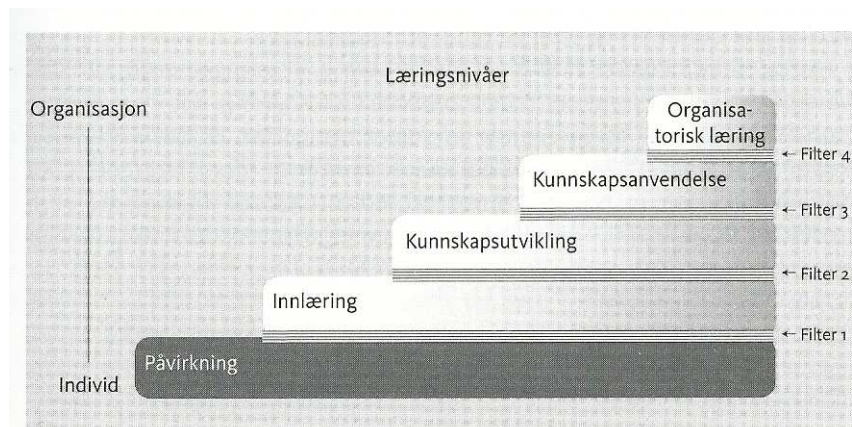 Læringsnivåer
Organisasjon
Organisa-
torisk læring
← Filter 4
Kunnskapsanvendelse
← Filter 3
Kunnskapsutvikling
← Filter 2
Innlæring
← Filter 1
Påvirkning
Individ